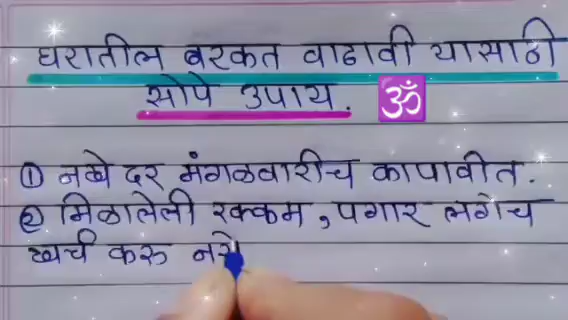 घरातील बरकत वाढावी यासाठी
सोपे उपाय. ॐ
① नखे दर मंगळवारीच कापावीत.
② मिळालेली रक्कम, पगार लगेच
खर्च करू नये